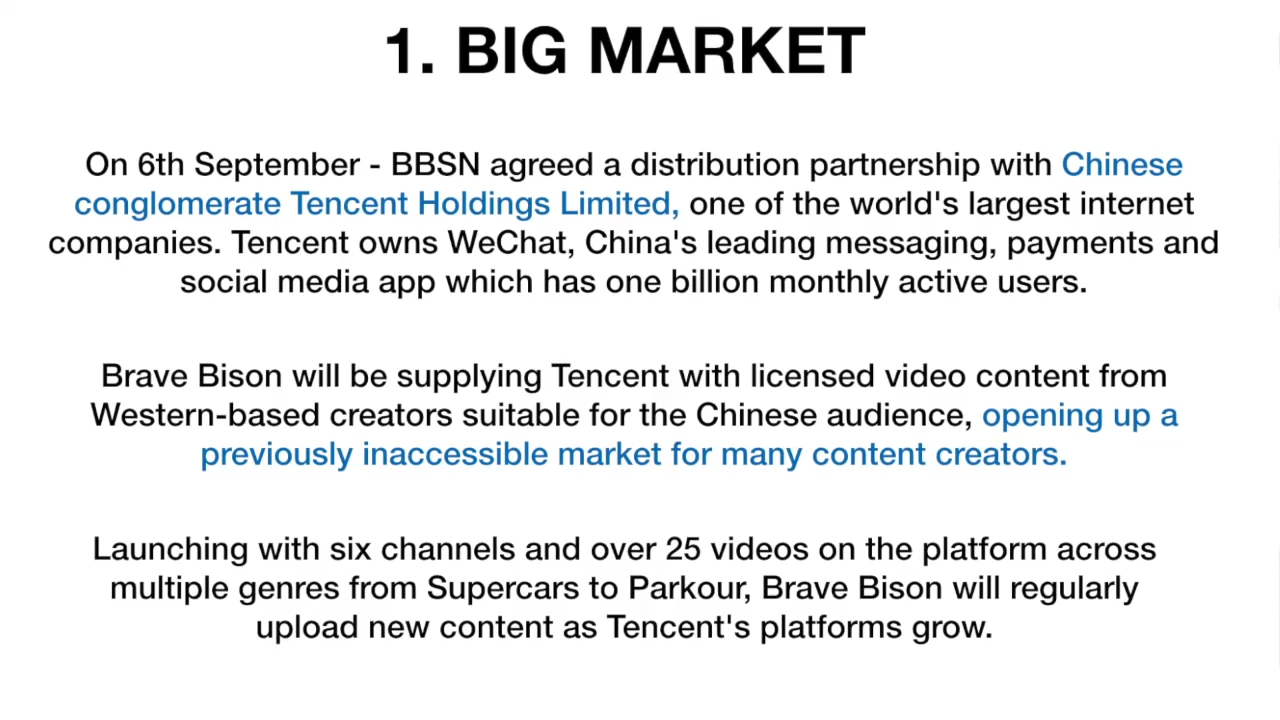 1. BIG MARKET
On 6th September - BBSN agreed a distribution partnership with Chinese
conglomerate Tencent Holdings Limited, one of the world's largest internet
companies. Tencent owns WeChat, China's leading messaging, payments and
social media app which has one billion monthly active users.
Brave Bison will be supplying Tencent with licensed video content from
Western-based creators suitable for the Chinese audience, opening up a
previously inaccessible market for many content creators.
Launching with six channels and over 25 videos on the platform across
multiple genres from Supercars to Parkour, Brave Bison will regularly
upload new content as Tencent's platforms grow.